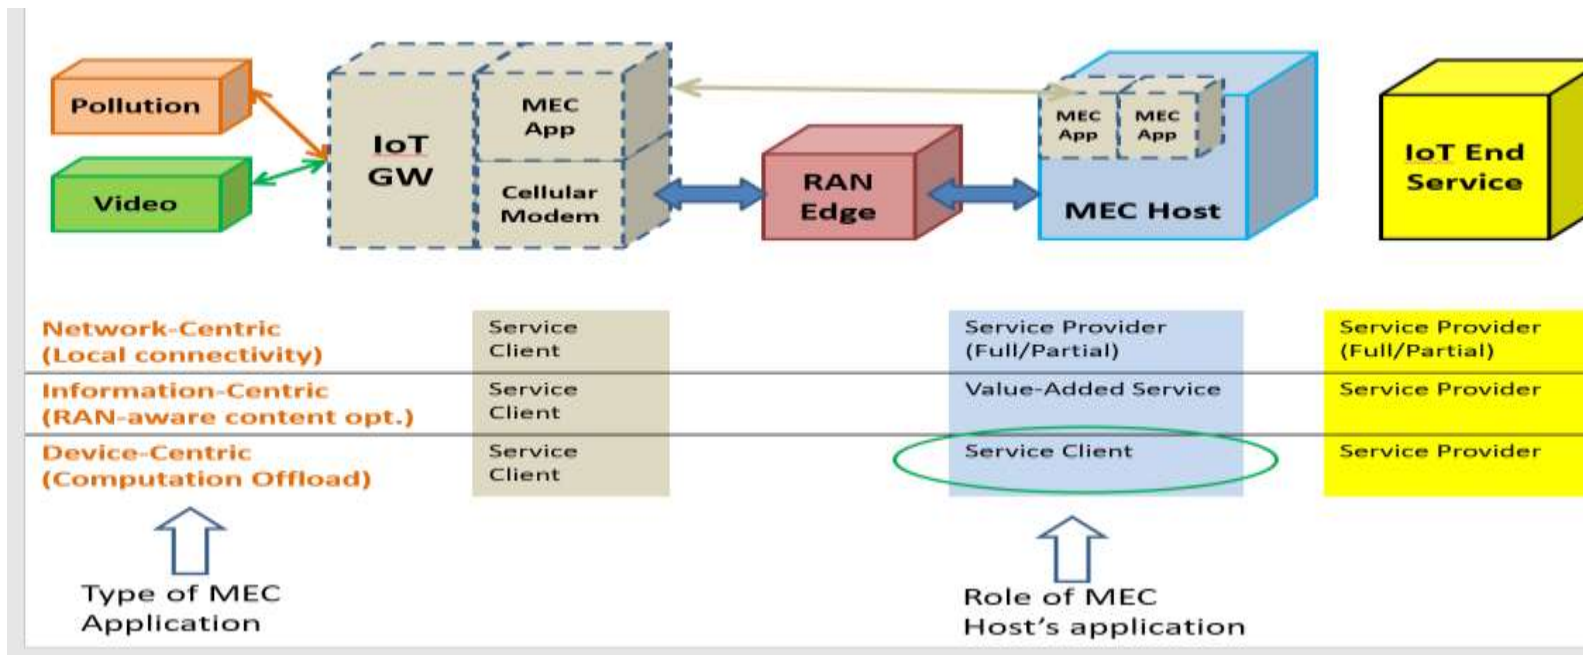 Pollution
Video
IoT
GW
MEC
App
Cellular
Modem
RAN
Edge
MEC
App
MEC
App
MEC Host
IoT End
Service
Network-Centric
(Local connectivity)
Service
Client
Service Provider
(Full/Partial)
Service Provider
(Full/Partial)
Information-Centric
(RAN-aware content opt.)
Service
Client
Value-Added Service
Service Provider
Device-Centric
(Computation Offload)
Service
Client
Service Client
Service Provider
Type of MEC
Application
Role of MEC
Host's application